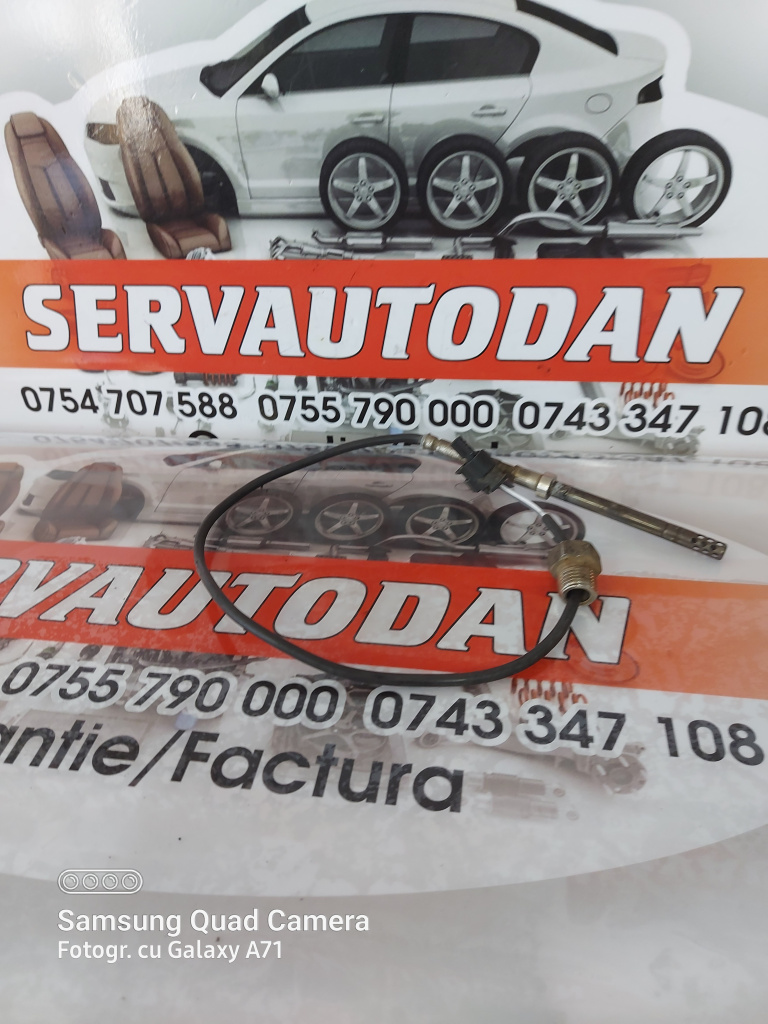 SERVAUTODAN
0754 707 588 0755 790 000 0743 347 108
RVAUTODAN
0755 790 000 0743 347 108
antie/Factura
Samsung Quad Camera
Fotogr. cu Galaxy A71